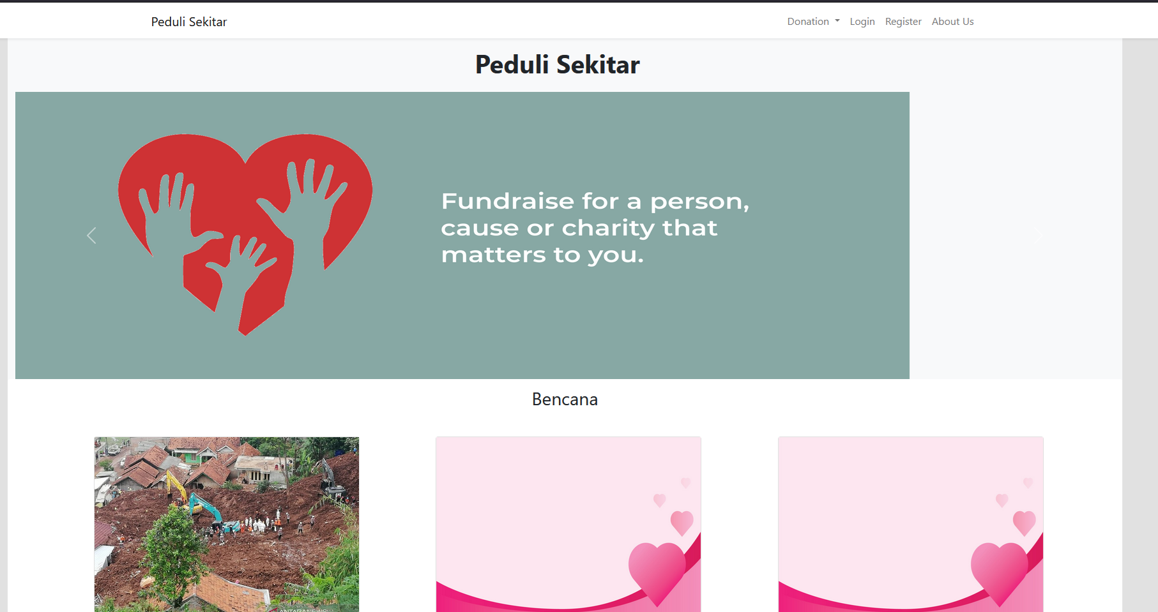 Peduli Sekitar
Donation Login Register About Us
Peduli Sekitar
Fundraise for a person,
cause or charity that
matters to you.
Bencana